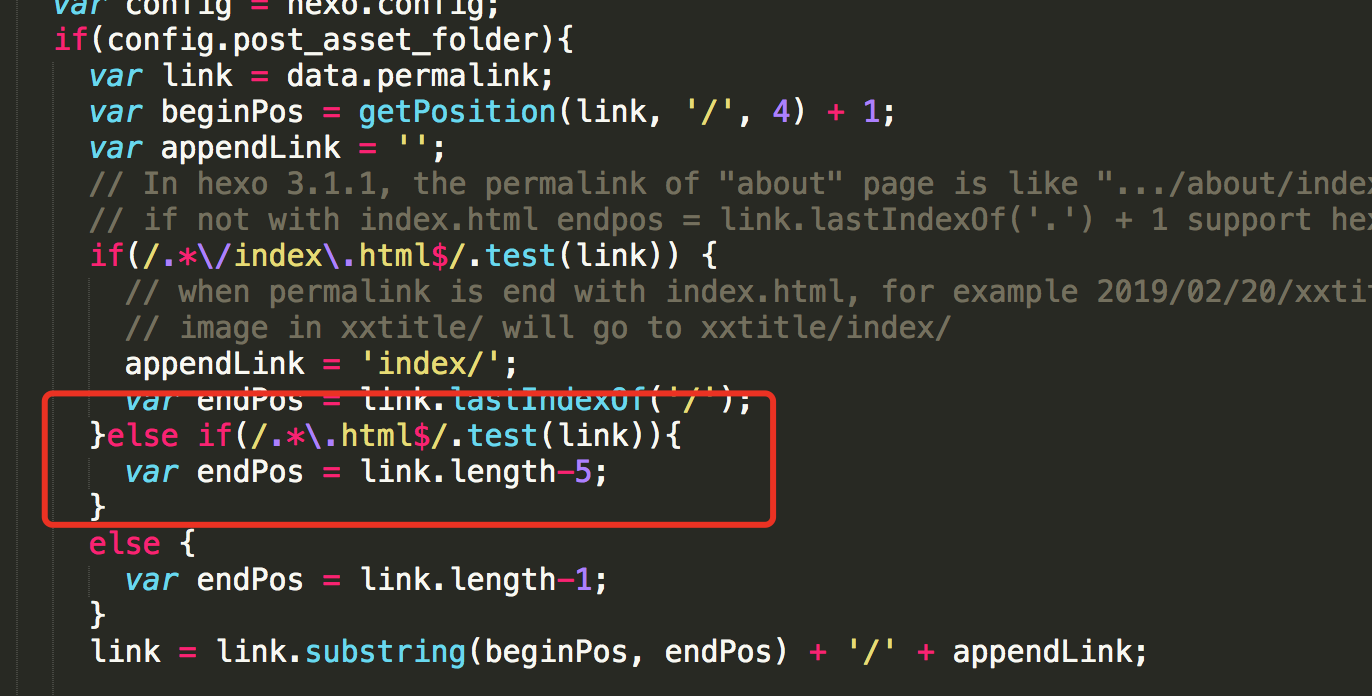 var config = hexo.config;
if(config.post_asset_folder){
var link = data.permalink;
var beginPos = getPosition(link, '/', 4) + 1;
var appendLink = '';
// In hexo 3.1.1, the permalink of "about" page is like ".../about/index
// if not with index.html endpos = link.lastIndexOf('.') + 1 support hex
if(/.*\/index\.html$/.test(link)) {
// when permalink is end with index.html, for example 2019/02/20/xxtit
// image in xxtitle/ will go to xxtitle/index/
appendLink = 'index/';
var endPos = link.lastIndexOf('/');
}else if(/.*\.html$/.test(link)){
var endPos = link.length-5;
}
else {
var endPos = link.length-1;
}
link = link.substring(beginPos, endPos) + '/' + appendLink;